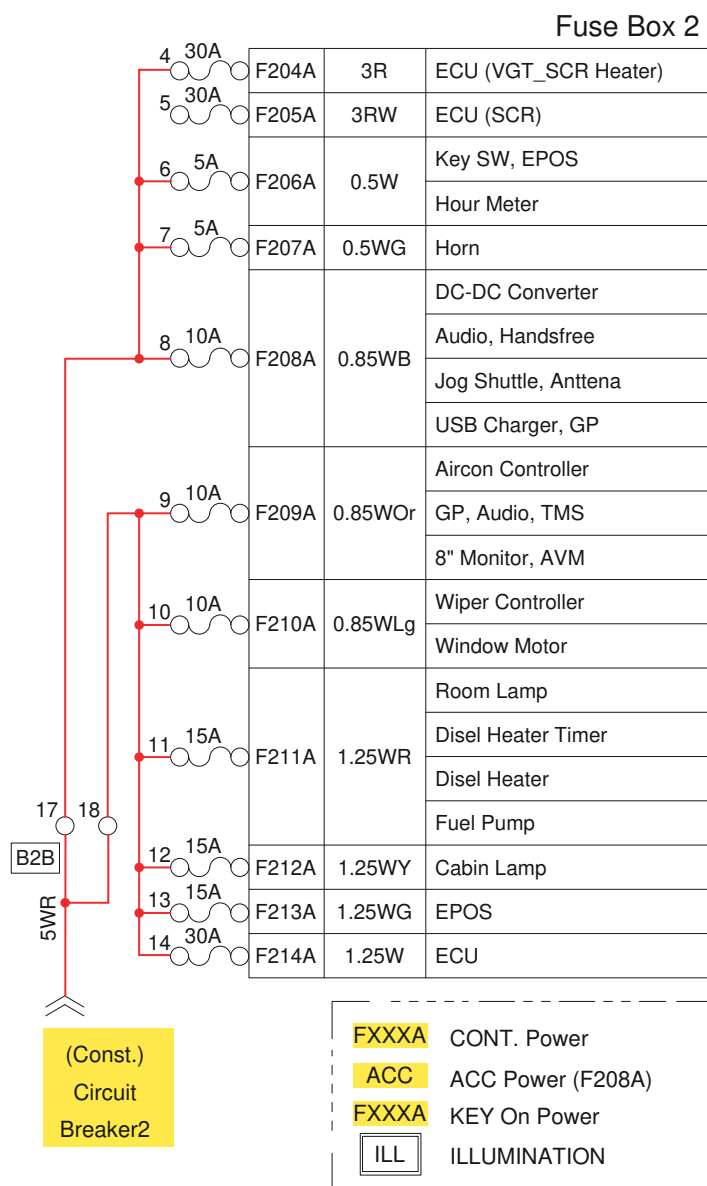 Fuse Box 2
4 30A F204A 3R ECU (VGT_SCR Heater)
5 30A F205A 3RW ECU (SCR)
6 5A F206A 0.5W Key SW, EPOS
Hour Meter
7 5A F207A 0.5WG Horn
8 10A F208A 0.85WB DC-DC Converter
Audio, Handsfree
Jog Shuttle, Anttena
USB Charger, GP
9 10A F209A 0.85WOr Aircon Controller
GP, Audio, TMS
8" Monitor, AVM
10 10A F210A 0.85WLg Wiper Controller
Window Motor
11 15A F211A 1.25WR Room Lamp
Disel Heater Timer
Disel Heater
Fuel Pump
12 15A F212A 1.25WY Cabin Lamp
13 15A F213A 1.25WG EPOS
14 30A F214A 1.25W ECU
17 18
B2B
5WR
(Const.)
Circuit
Breaker2
FXXXA CONT. Power
ACC ACC Power (F208A)
FXXXA KEY On Power
ILL ILLUMINATION